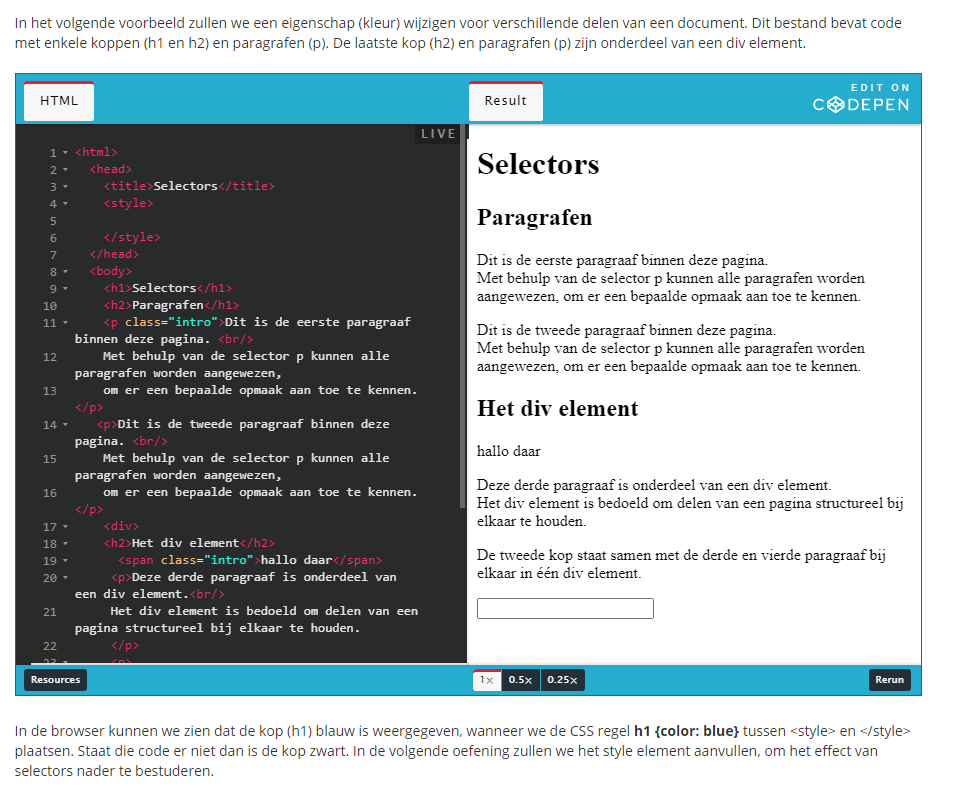 In het volgende voorbeeld zullen we een eigenschap (kleur) wijzigen voor verschillende delen van een document. Dit bestand bevat code
met enkele koppen (h1 en h2) en paragrafen (p). De laatste kop (h2) en paragrafen (p) zijn onderdeel van een div element.
HTML
Result
EDIT ON
CODEPEN
LIVE
1 <html>
2 <head>
3 <title>Selectors</title>
4 <style>
5
6 </style>
7 </head>
8 <body>
9 <h1>Selectors</h1>
10 <h2>Paragrafen</h1>
11 <p class="intro">Dit is de eerste paragraaf
binnen deze pagina. <br/>
12 Met behulp van de selector p kunnen alle
paragrafen worden aangewezen,
13 om er een bepaalde opmaak aan toe te kennen.
</p>
14 <p>Dit is de tweede paragraaf binnen deze
pagina. <br/>
15 Met behulp van de selector p kunnen alle
paragrafen worden aangewezen,
16 om er een bepaalde opmaak aan toe te kennen.
</p>
17 <div>
18 <h2>Het div element</h2>
19 <span class="intro">hallo daar</span>
20 <p>Deze derde paragraaf is onderdeel van
een div element.<br/>
21 Het div element is bedoeld om delen van een
pagina structureel bij elkaar te houden.
22 </p>
23 <p>
Selectors
Paragrafen
Dit is de eerste paragraaf binnen deze pagina.
Met behulp van de selector p kunnen alle paragrafen worden
aangewezen, om er een bepaalde opmaak aan toe te kennen.
Dit is de tweede paragraaf binnen deze pagina.
Met behulp van de selector p kunnen alle paragrafen worden
aangewezen, om er een bepaalde opmaak aan toe te kennen.
Het div element
hallo daar
Deze derde paragraaf is onderdeel van een div element.
Het div element is bedoeld om delen van een pagina structureel bij
elkaar te houden.
De tweede kop staat samen met de derde en vierde paragraaf bij
elkaar in één div element.
Resources
1x 0.5x 0.25x
Rerun
In de browser kunnen we zien dat de kop (h1) blauw is weergegeven, wanneer we de CSS regel h1 {color: blue} tussen <style> en </style>
plaatsen. Staat die code er niet dan is de kop zwart. In de volgende oefening zullen we het style element aanvullen, om het effect van
selectors nader te bestuderen.